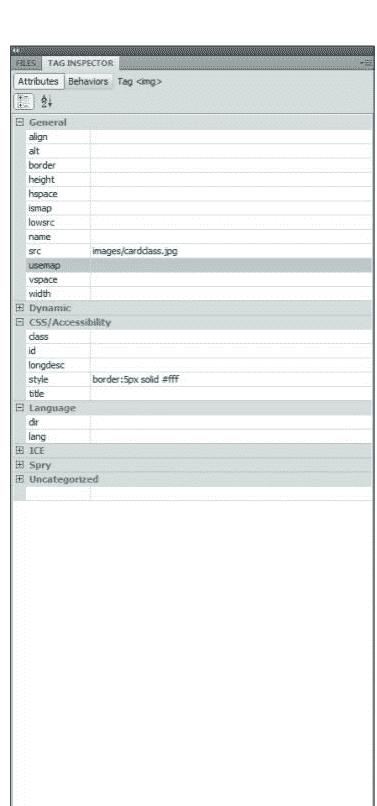 FILES TAG INSPECTOR
Attributes Behaviors Tag <img>
General
align
alt
border
height
hspace
ismap
lowsrc
name
src images/cardclass.jpg
usemap
vspace
width
Dynamic
CSS/Accessibility
class
id
longdesc
style border:5px solid #fff
title
Language
dir
lang
ICE
Spry
Uncategorized